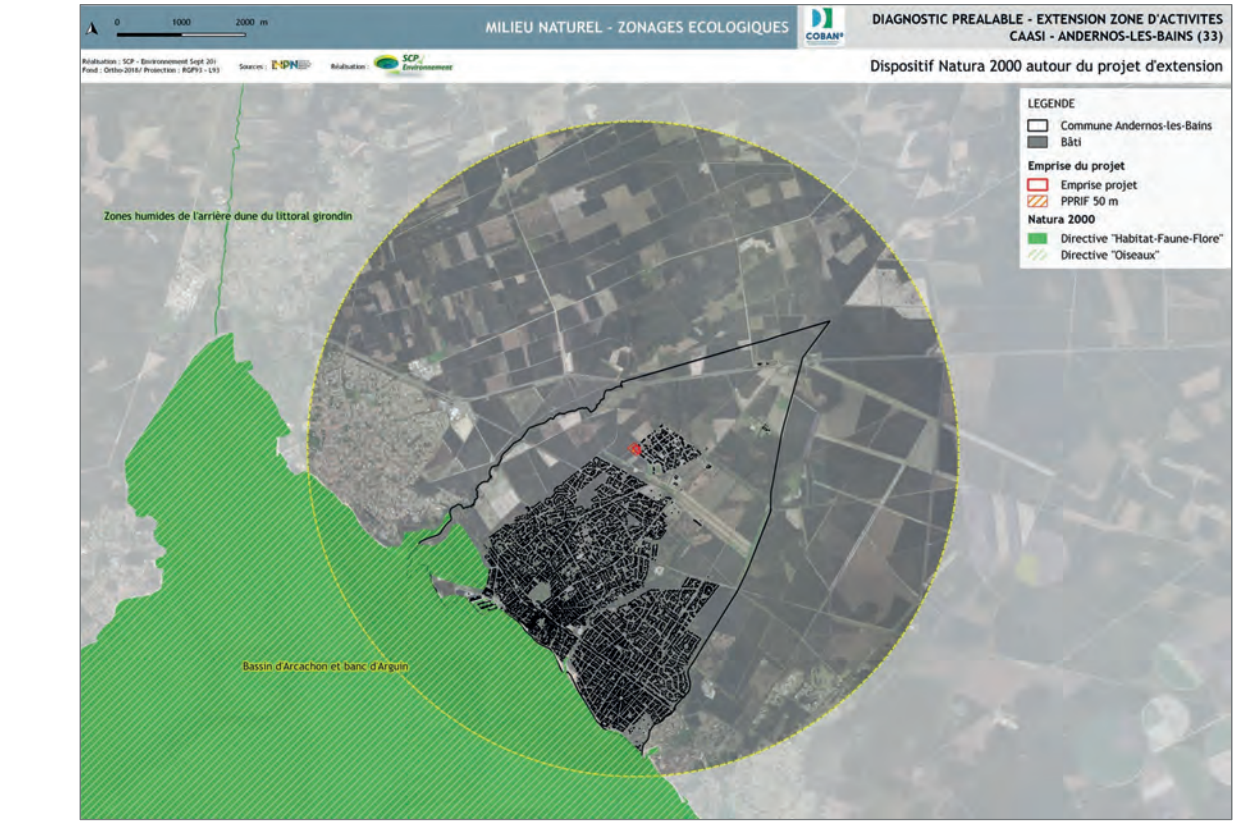 0 1000 2000 m
MILIEU NATUREL - ZONAGES ECOLOGIQUES
COBAN
DIAGNOSTIC PREALABLE - EXTENSION ZONE D'ACTIVITES
CAASI - ANDERNOS-LES-BAINS (33)
Réalisation : SCP - Environnement Sept 201
Fond : Ortho-2018/ Projection : RGF93 - L93
Sources :
INPN
Réalisation :
SCP
Environnement
Dispositif Natura 2000 autour du projet d'extension
LEGENDE
Commune Andernos-les-Bains
Bâti
Emprise du projet
Emprise projet
PPRIF 50 m
Natura 2000
Directive "Habitat-Faune-Flore"
Directive "Oiseaux"
Zones humides de l'arrière dune du littoral girondin
Bassin d'Arcachon et banc d'Arguin